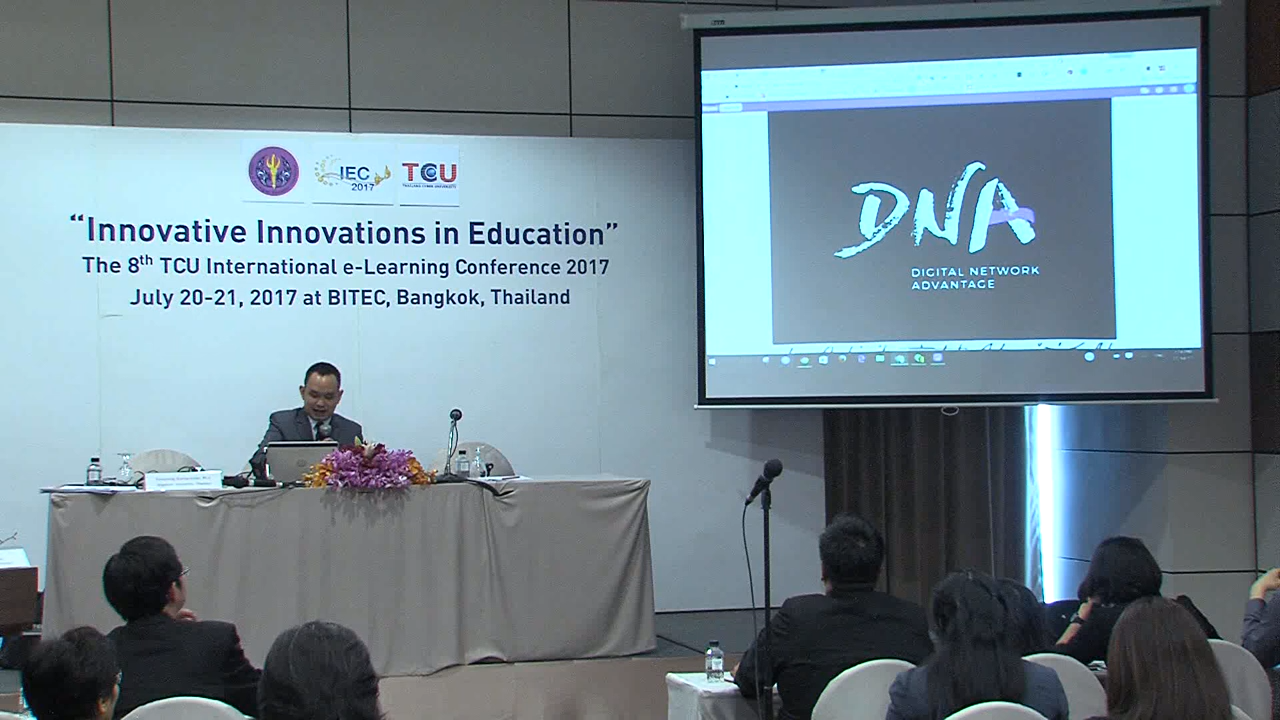 IEC
2017
TCU
“Innovative Innovations in Education”
The 8th TCU International e-Learning Conference 2017
July 20-21, 2017 at BITEC, Bangkok, Thailand
DNA
DIGITAL NETWORK
ADVANTAGE